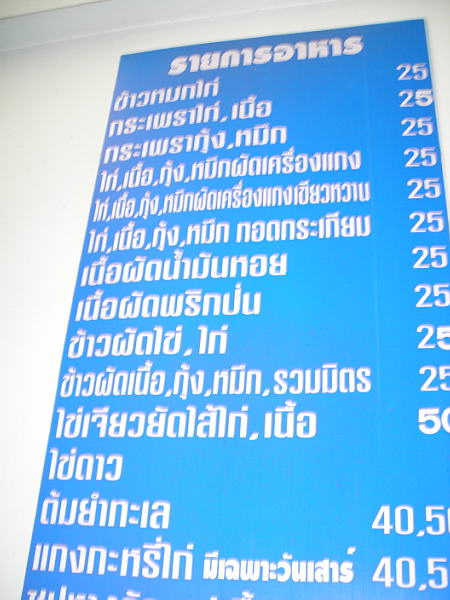 รายการอาหาร
ข้าวหมกไก่ 25
กระเพราไก่,เนื้อ 25
กระเพรากุ้ง,หมึก 25
ไก่,เนื้อ,กุ้ง,หมึกผัดเครื่องแกง 25
ไก่,เนื้อ,กุ้ง,หมึกผัดเครื่องแกงเขียวหวาน 25
ไก่,เนื้อ,กุ้ง,หมึก ทอดกระเทียม 25
เนื้อผัดน้ำมันหอย 25
เนื้อผัดพริกป่น 25
ข้าวผัดไข่,ไก่ 25
ข้าวผัดเนื้อ,กุ้ง,หมึก,รวมมิตร 25
ไข่เจียวยัดไส้ไก่,เนื้อ 50
ไข่ดาว
ต้มยำทะเล 40,50
แกงกะหรี่ไก่ มีเฉพาะวันเสาร์ 40,5